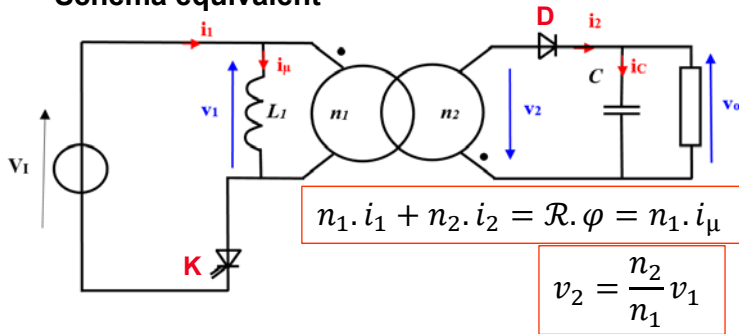 Schéma équivalent
D
i₁ i₂
iμ iC
v₁ L₁ n₁ n₂ v₂ C vₒ
V_I
n₁. i₁ + n₂. i₂ = ℛ. φ = n₁. iμ
K
v₂ = n₂/n₁ v₁